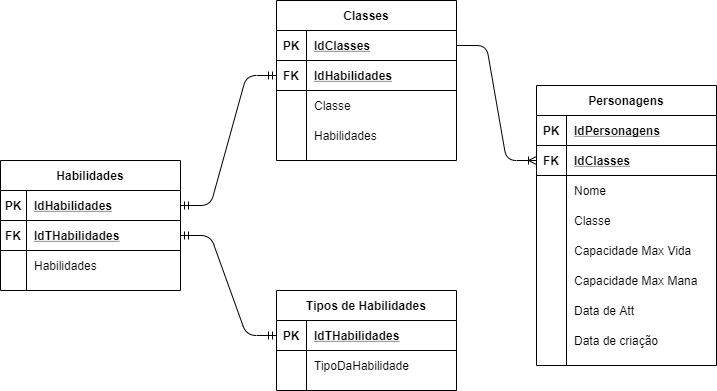 Classes
PK IdClasses
FK IdHabilidades
Classe
Habilidades
Personagens
PK IdPersonagens
FK IdClasses
Nome
Classe
Capacidade Max Vida
Capacidade Max Mana
Data de Att
Data de criação
Habilidades
PK IdHabilidades
FK IdTHabilidades
Habilidades
Tipos de Habilidades
PK IdTHabilidades
TipoDaHabilidade